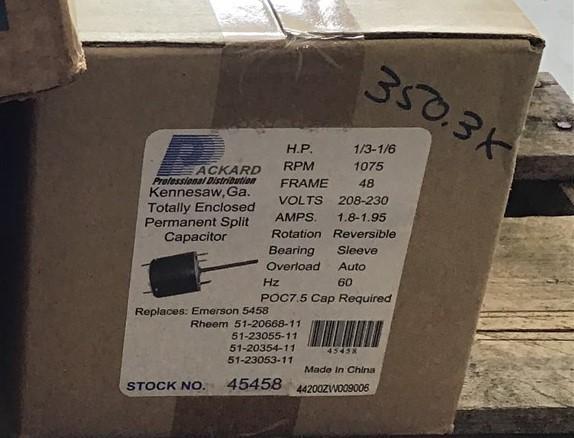 350.3X
PACKARD
Professional Distribution
Kennesaw,Ga.
Totally Enclosed
Permanent Split
Capacitor
H.P. 1/3-1/6
RPM 1075
FRAME 48
VOLTS 208-230
AMPS. 1.8-1.95
Rotation Reversible
Bearing Sleeve
Overload Auto
Hz 60
POC7.5 Cap Required
Replaces: Emerson 5458
Rheem 51-20668-11
51-23055-11
51-20354-11
51-23053-11
45458
Made In China
STOCK NO. 45458 44200ZW009006